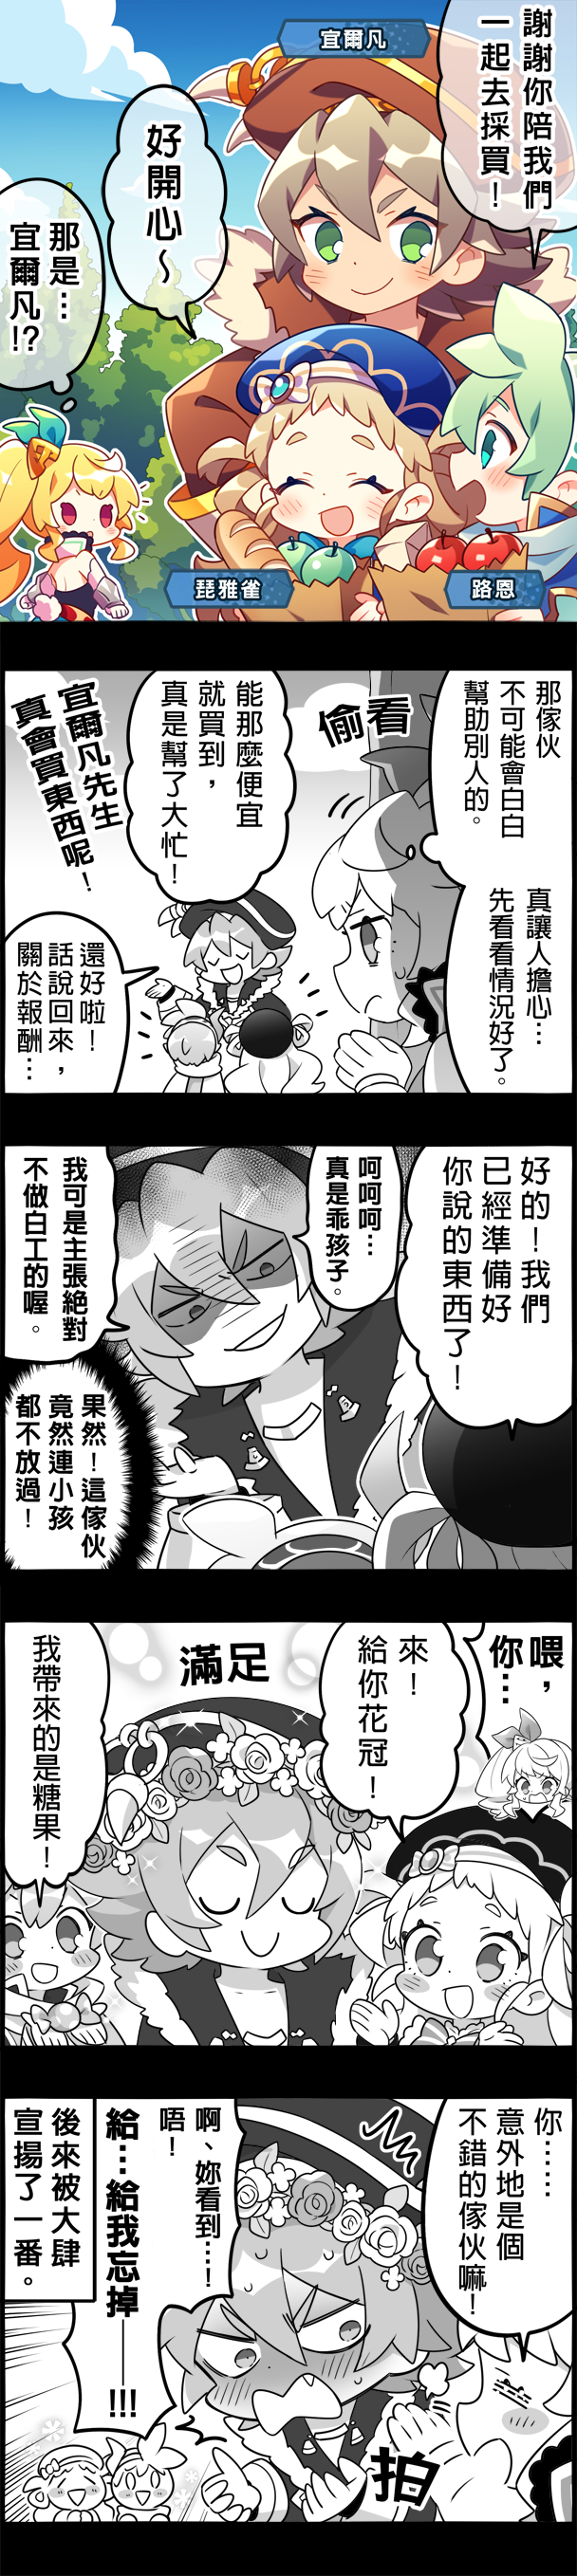 宜爾凡
謝謝你陪我們
一起去採買！
好開心～
那是…
宜爾凡!?
琵雅雀
路恩
那傢伙
不可能會白白
幫助別人的。
真讓人擔心…
先看看情況好了。
偷看
能那麼便宜
就買到，
真是幫了大忙！
宜爾凡先生
真會買東西呢！
還好啦！
話說回來，
關於報酬…
好的！我們
已經準備好
你說的東西了！
呵呵呵…
真是乖孩子。
我可是主張絕對
不做白工的喔。
果然！這傢伙
竟然連小孩
都不放過！
喂，
你…
來！
給你花冠！
滿足
我帶來的是糖果！
你……
意外地是個
不錯的傢伙嘛！
拍
啊、妳看到…！
唔！
給…給我忘掉——!!!
後來被大肆
宣揚了一番。